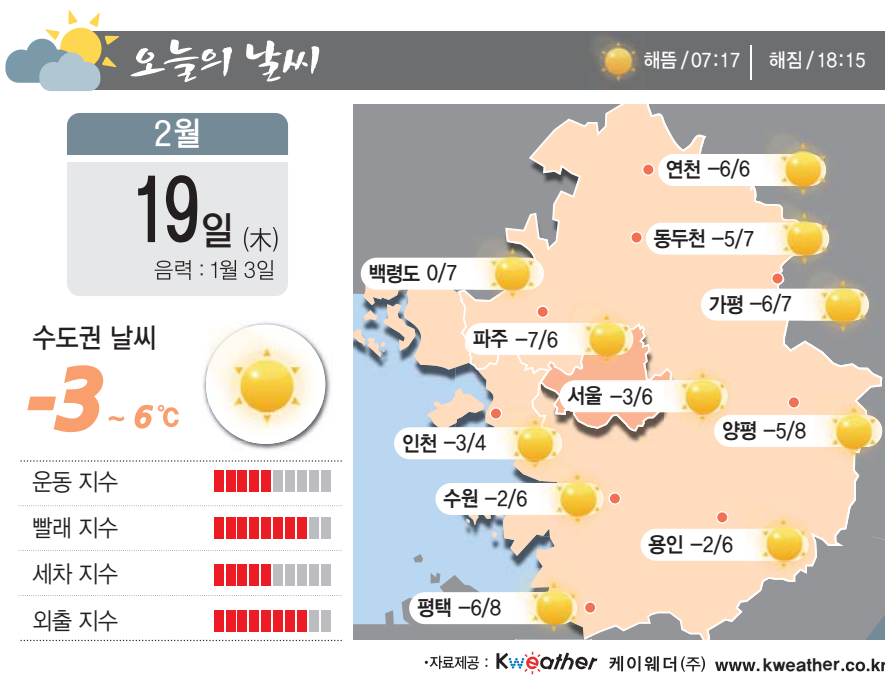 오늘의 날씨
해뜸/07:17 해짐/18:15
2월
19일 (木)
음력 : 1월 3일
수도권 날씨
-3 ~ 6℃
운동 지수
빨래 지수
세차 지수
외출 지수
연천 -6/6
동두천 -5/7
백령도 0/7
가평 -6/7
파주 -7/6
서울 -3/6
양평 -5/8
인천 -3/4
수원 -2/6
용인 -2/6
평택 -6/8
·자료제공 : Kweather 케이웨더(주) www.kweather.co.kr